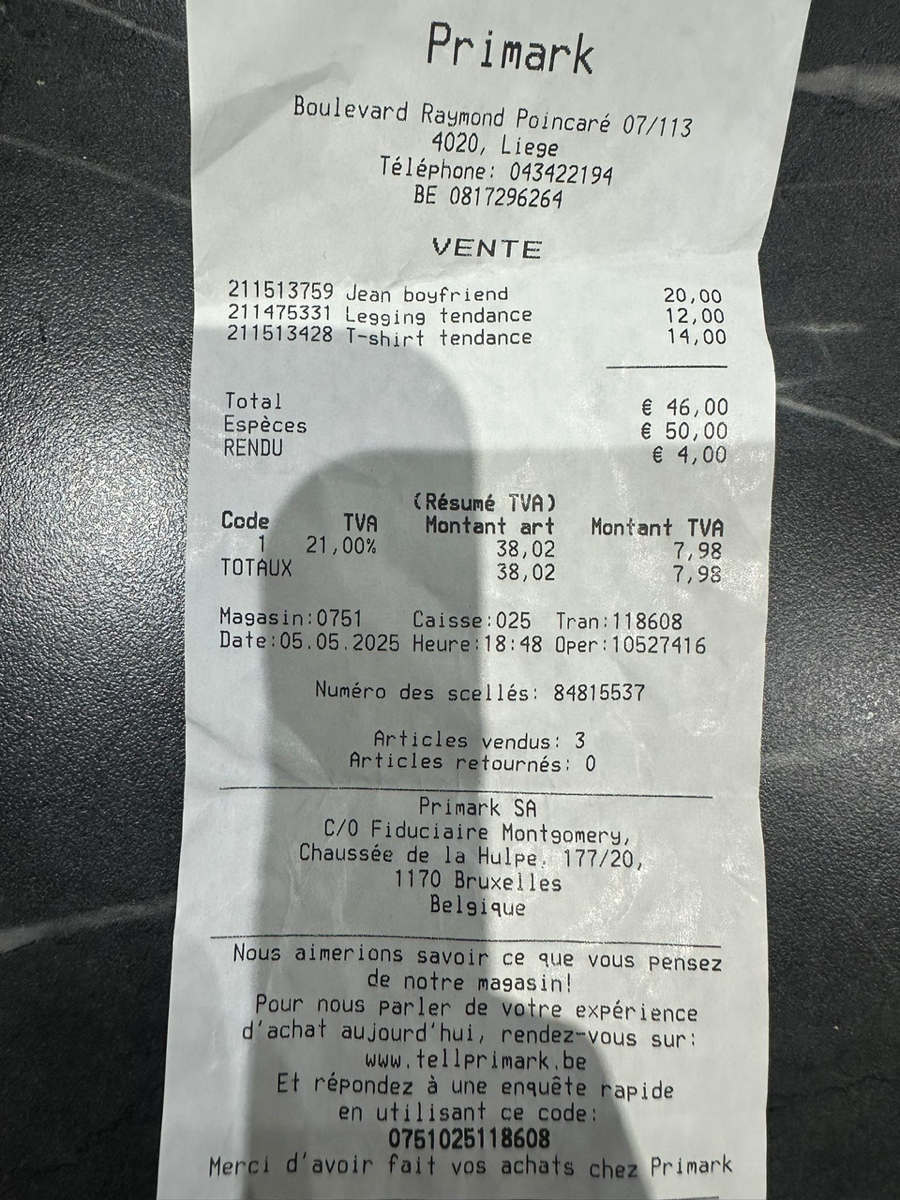 Primark
Boulevard Raymond Poincaré 07/113
4020, Liege
Téléphone: 043422194
BE 0817296264
VENTE
211513759 Jean boyfriend 20,00
211475331 Legging tendance 12,00
211513428 T-shirt tendance 14,00
Total € 46,00
Espèces € 50,00
RENDU € 4,00
(Résumé TVA)
Code TVA Montant art Montant TVA
1 21,00% 38,02 7,98
TOTAUX 38,02 7,98
Magasin:0751 Caisse:025 Tran:118608
Date:05.05.2025 Heure:18:48 Oper:10527416
Numéro des scellés: 84815537
Articles vendus: 3
Articles retournés: 0
Primark SA
C/O Fiduciaire Montgomery,
Chaussée de la Hulpe, 177/20,
1170 Bruxelles
Belgique
Nous aimerions savoir ce que vous pensez
de notre magasin!
Pour nous parler de votre expérience
d'achat aujourd'hui, rendez-vous sur:
www.tellprimark.be
Et répondez à une enquête rapide
en utilisant ce code:
0751025118608
Merci d'avoir fait vos achats chez Primark